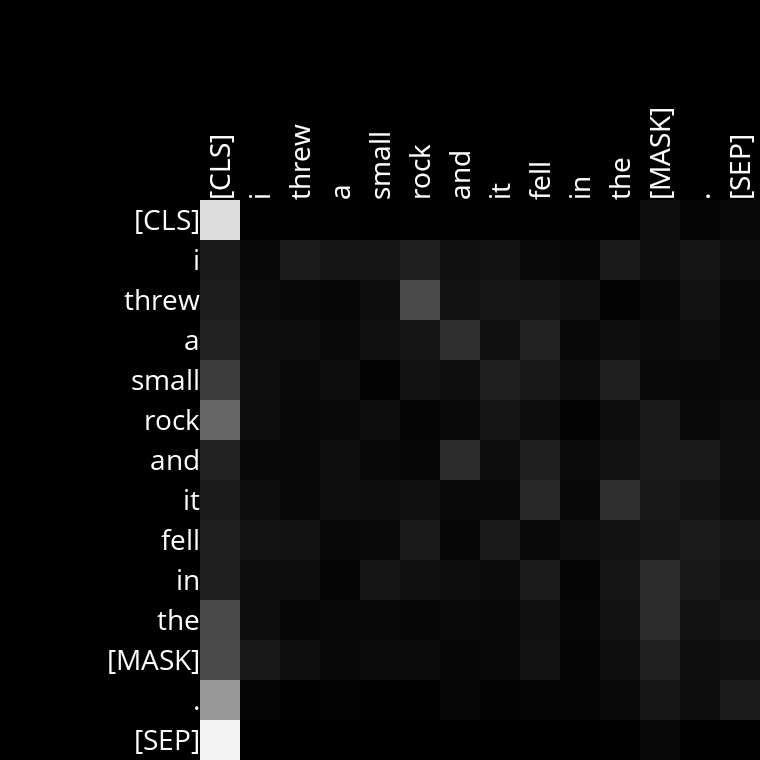 [CLS] i threw a small rock and it fell in the [MASK] . [SEP]
[CLS]
i
threw
a
small
rock
and
it
fell
in
the
[MASK]
.
[SEP]